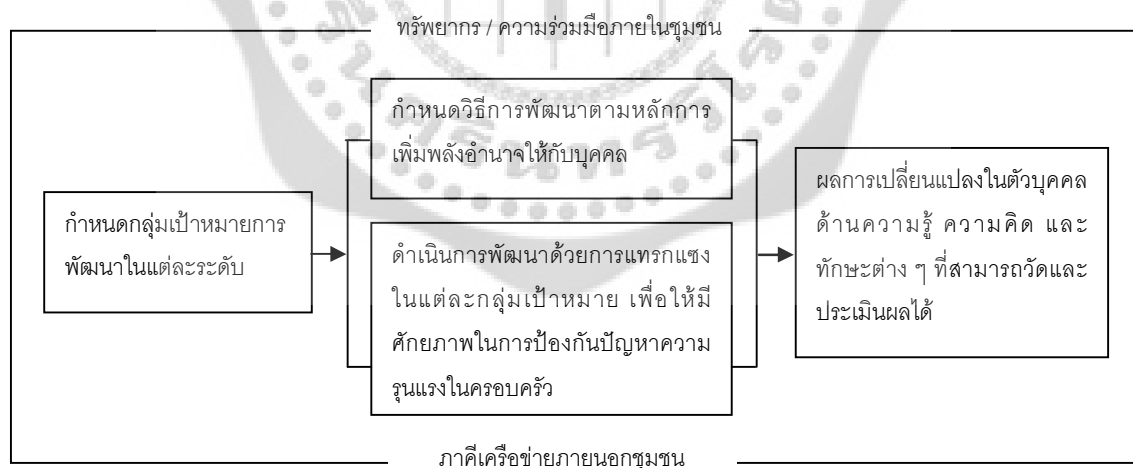 ทรัพยากร / ความร่วมมือภายในชุมชน
กำหนดกลุ่มเป้าหมายการ
พัฒนาในแต่ละระดับ
กำหนดวิธีการพัฒนาตามหลักการ
เพิ่มพลังอำนาจให้กับบุคคล
ดำเนินการพัฒนาด้วยการแทรกแซง
ในแต่ละกลุ่มเป้าหมาย เพื่อให้มี
ศักยภาพในการป้องกันปัญหาความ
รุนแรงในครอบครัว
ผลการเปลี่ยนแปลงในตัวบุคคล
ด้านความรู้ ความคิด และ
ทักษะต่าง ๆ ที่สามารถวัดและ
ประเมินผลได้
ภาคีเครือข่ายภายนอกชุมชน